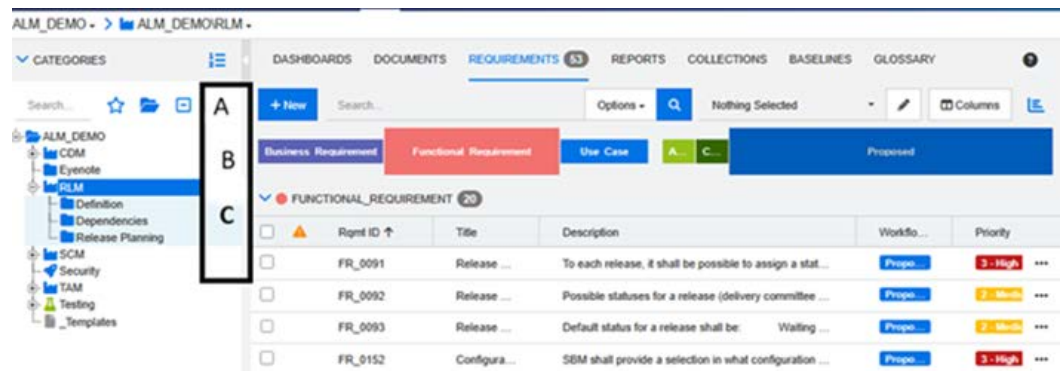 ALM_DEMO > ALM_DEMO\RLM
CATEGORIES
DASHBOARDS DOCUMENTS REQUIREMENTS 53 REPORTS COLLECTIONS BASELINES GLOSSARY
Search... A + New Search... Options Nothing Selected Columns
ALM_DEMO
CDM B Business Requirement Functional Requirement Use Case A... C... Proposed
Eyenote
RLM
Definition C FUNCTIONAL_REQUIREMENT 20
Dependencies
Release Planning Rqmt ID ↑ Title Description Workflo... Priority
SCM
Security FR_0091 Release ... To each release, it shall be possible to assign a stat... Propo... 3 - High ...
TAM
Testing FR_0092 Release ... Possible statuses for a release (delivery committee ... Propo... 2 - Mediu ...
_Templates
FR_0093 Release ... Default status for a release shall be: Waiting ... Propo... 2 - Mediu ...
FR_0152 Configura... SBM shall provide a selection in what configuration ... Propo... 3 - High ...